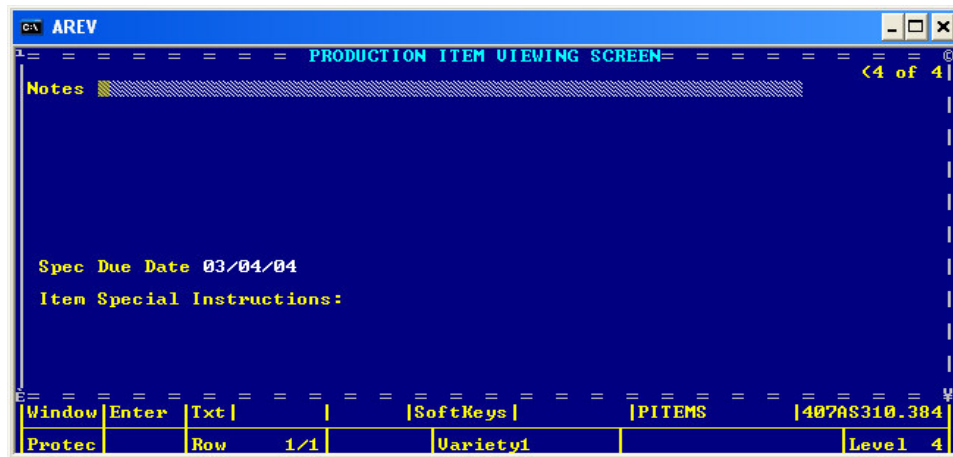 AREV
PRODUCTION ITEM VIEWING SCREEN
<4 of 4
Notes
Spec Due Date 03/04/04
Item Special Instructions:
Window Enter Txt SoftKeys PITEMS 407AS310.384
Protec Row 1/1 Variety1 Level 4